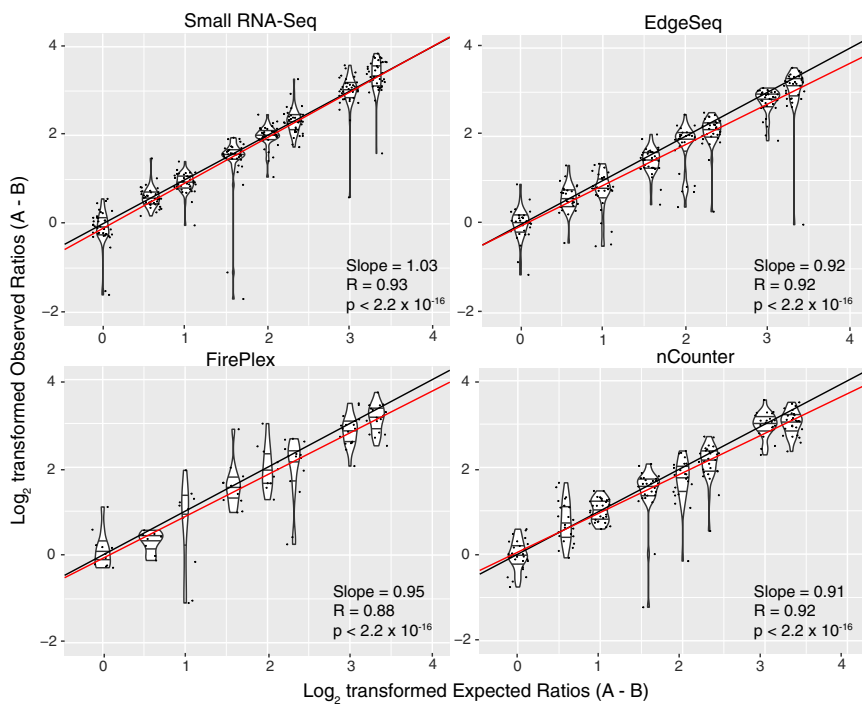 Small RNA-Seq
EdgeSeq
4
2
0
−2
Slope = 1.03
R = 0.93
p < 2.2 x 10-16
0 1 2 3 4
4
2
0
−2
Slope = 0.92
R = 0.92
p < 2.2 x 10-16
0 1 2 3 4
FirePlex
nCounter
4
2
0
−2
Slope = 0.95
R = 0.88
p < 2.2 x 10-16
0 1 2 3 4
4
2
0
−2
Slope = 0.91
R = 0.92
p < 2.2 x 10-16
0 1 2 3 4
Log2 transformed Observed Ratios (A - B)
Log2 transformed Expected Ratios (A - B)